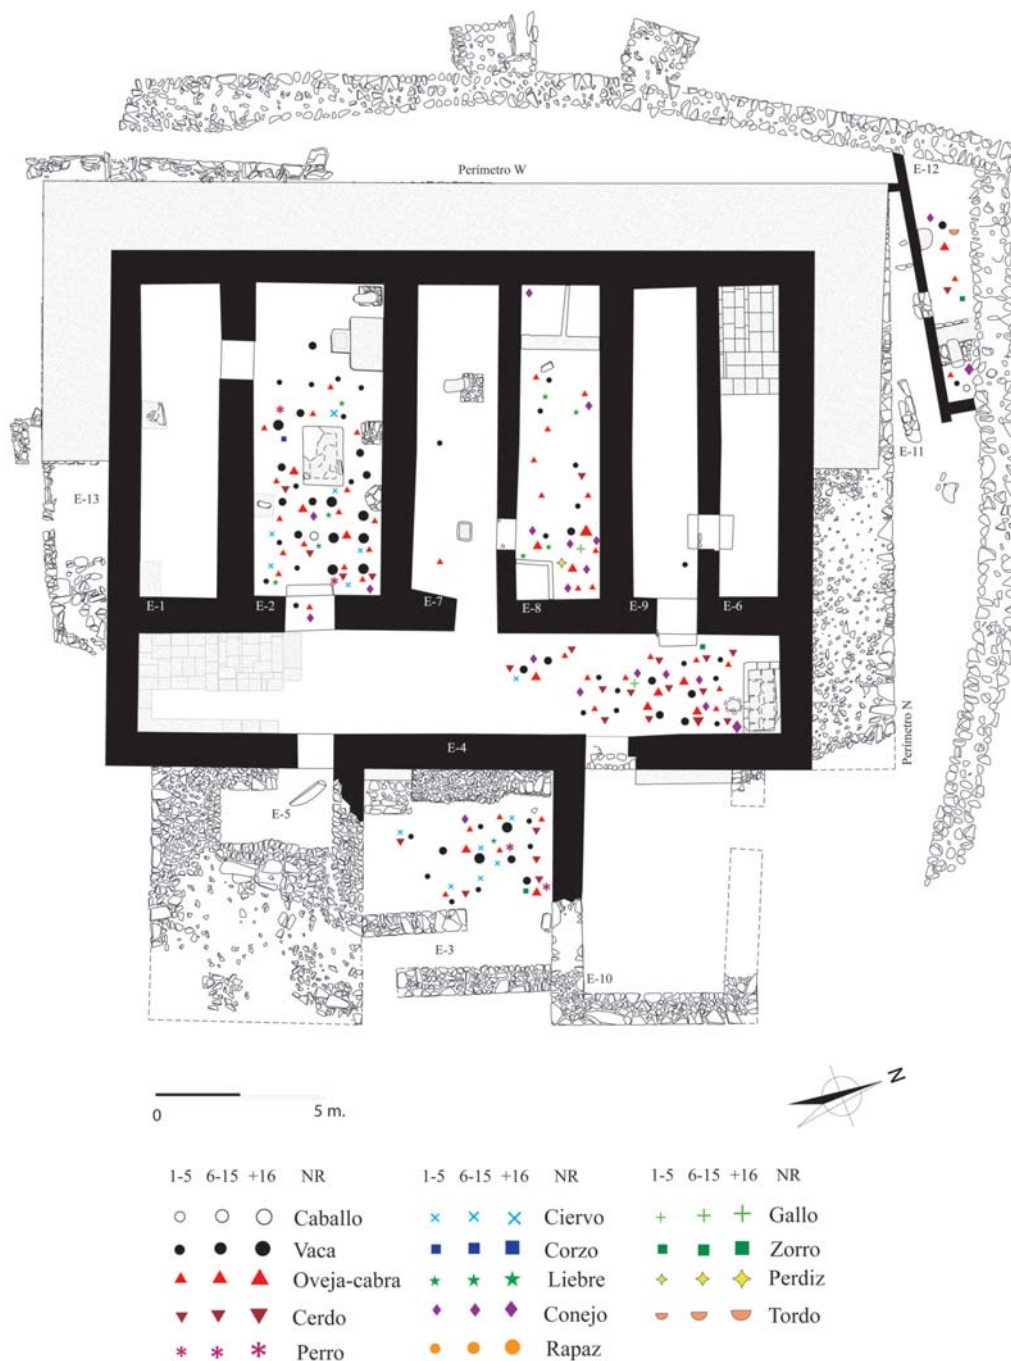 Perímetro W
E-12
E-11
E-13
E-1
E-2
E-7
E-8
E-9
E-6
Perímetro N
E-4
E-5
E-3
E-10
0 5 m.
N
1-5 6-15 +16 NR
Caballo
Vaca
Oveja-cabra
Cerdo
Perro
1-5 6-15 +16 NR
Ciervo
Corzo
Liebre
Conejo
Rapaz
1-5 6-15 +16 NR
Gallo
Zorro
Perdiz
Tordo